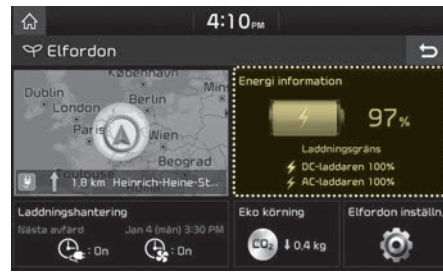 4:10 PM
Elfordon
København
Dublin
London
Berlin
Paris
Wien
Beograd
Toulouse
1,8 km Heinrich-Heine-St...
Energi information
97%
Laddningsgräns
DC-laddaren 100%
AC-laddaren 100%
Laddningshantering
Nästa avfärd Jan 4 (mån) 3:30 PM
: On : On
Eko körning
CO₂ ↓ 0,4 kg
Elfordon inställn.